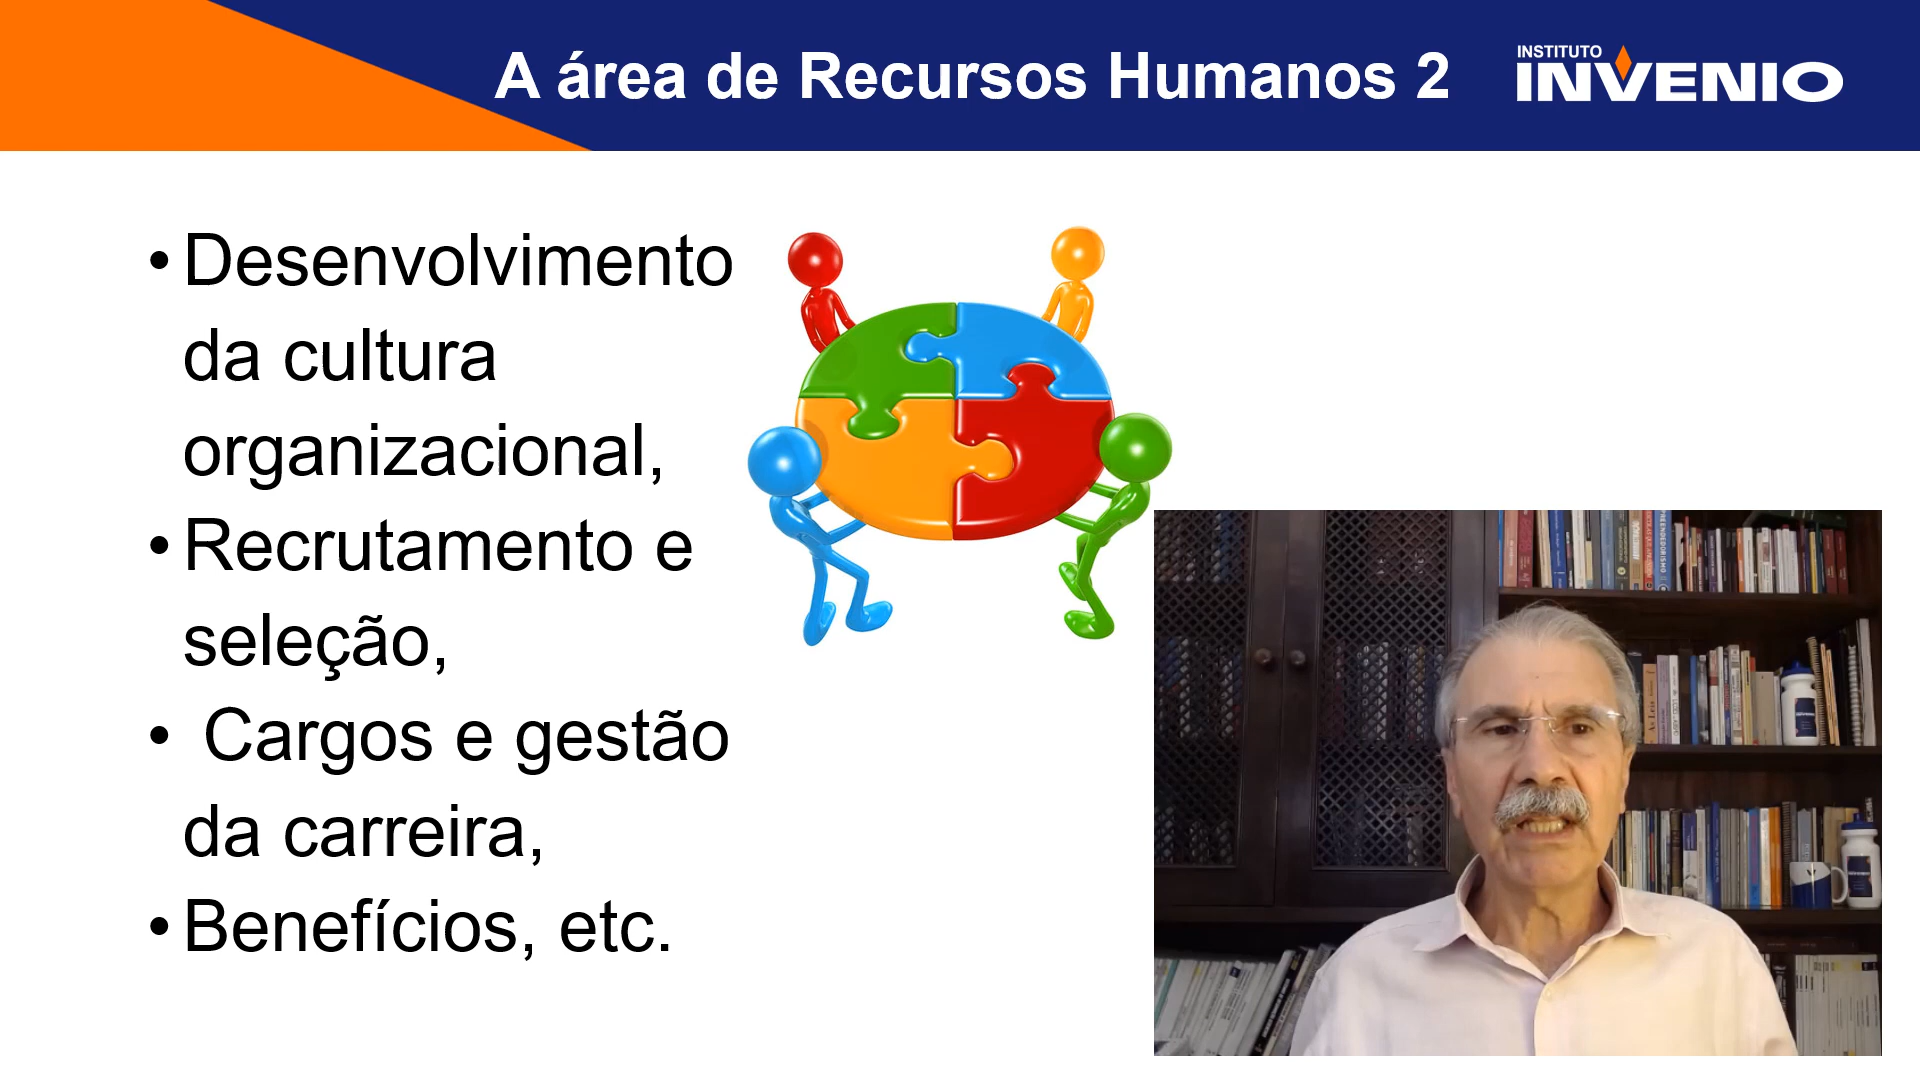 A área de Recursos Humanos 2
INSTITUTO
INVENIO
• Desenvolvimento
da cultura
organizacional,
• Recrutamento e
seleção,
• Cargos e gestão
da carreira,
• Benefícios, etc.